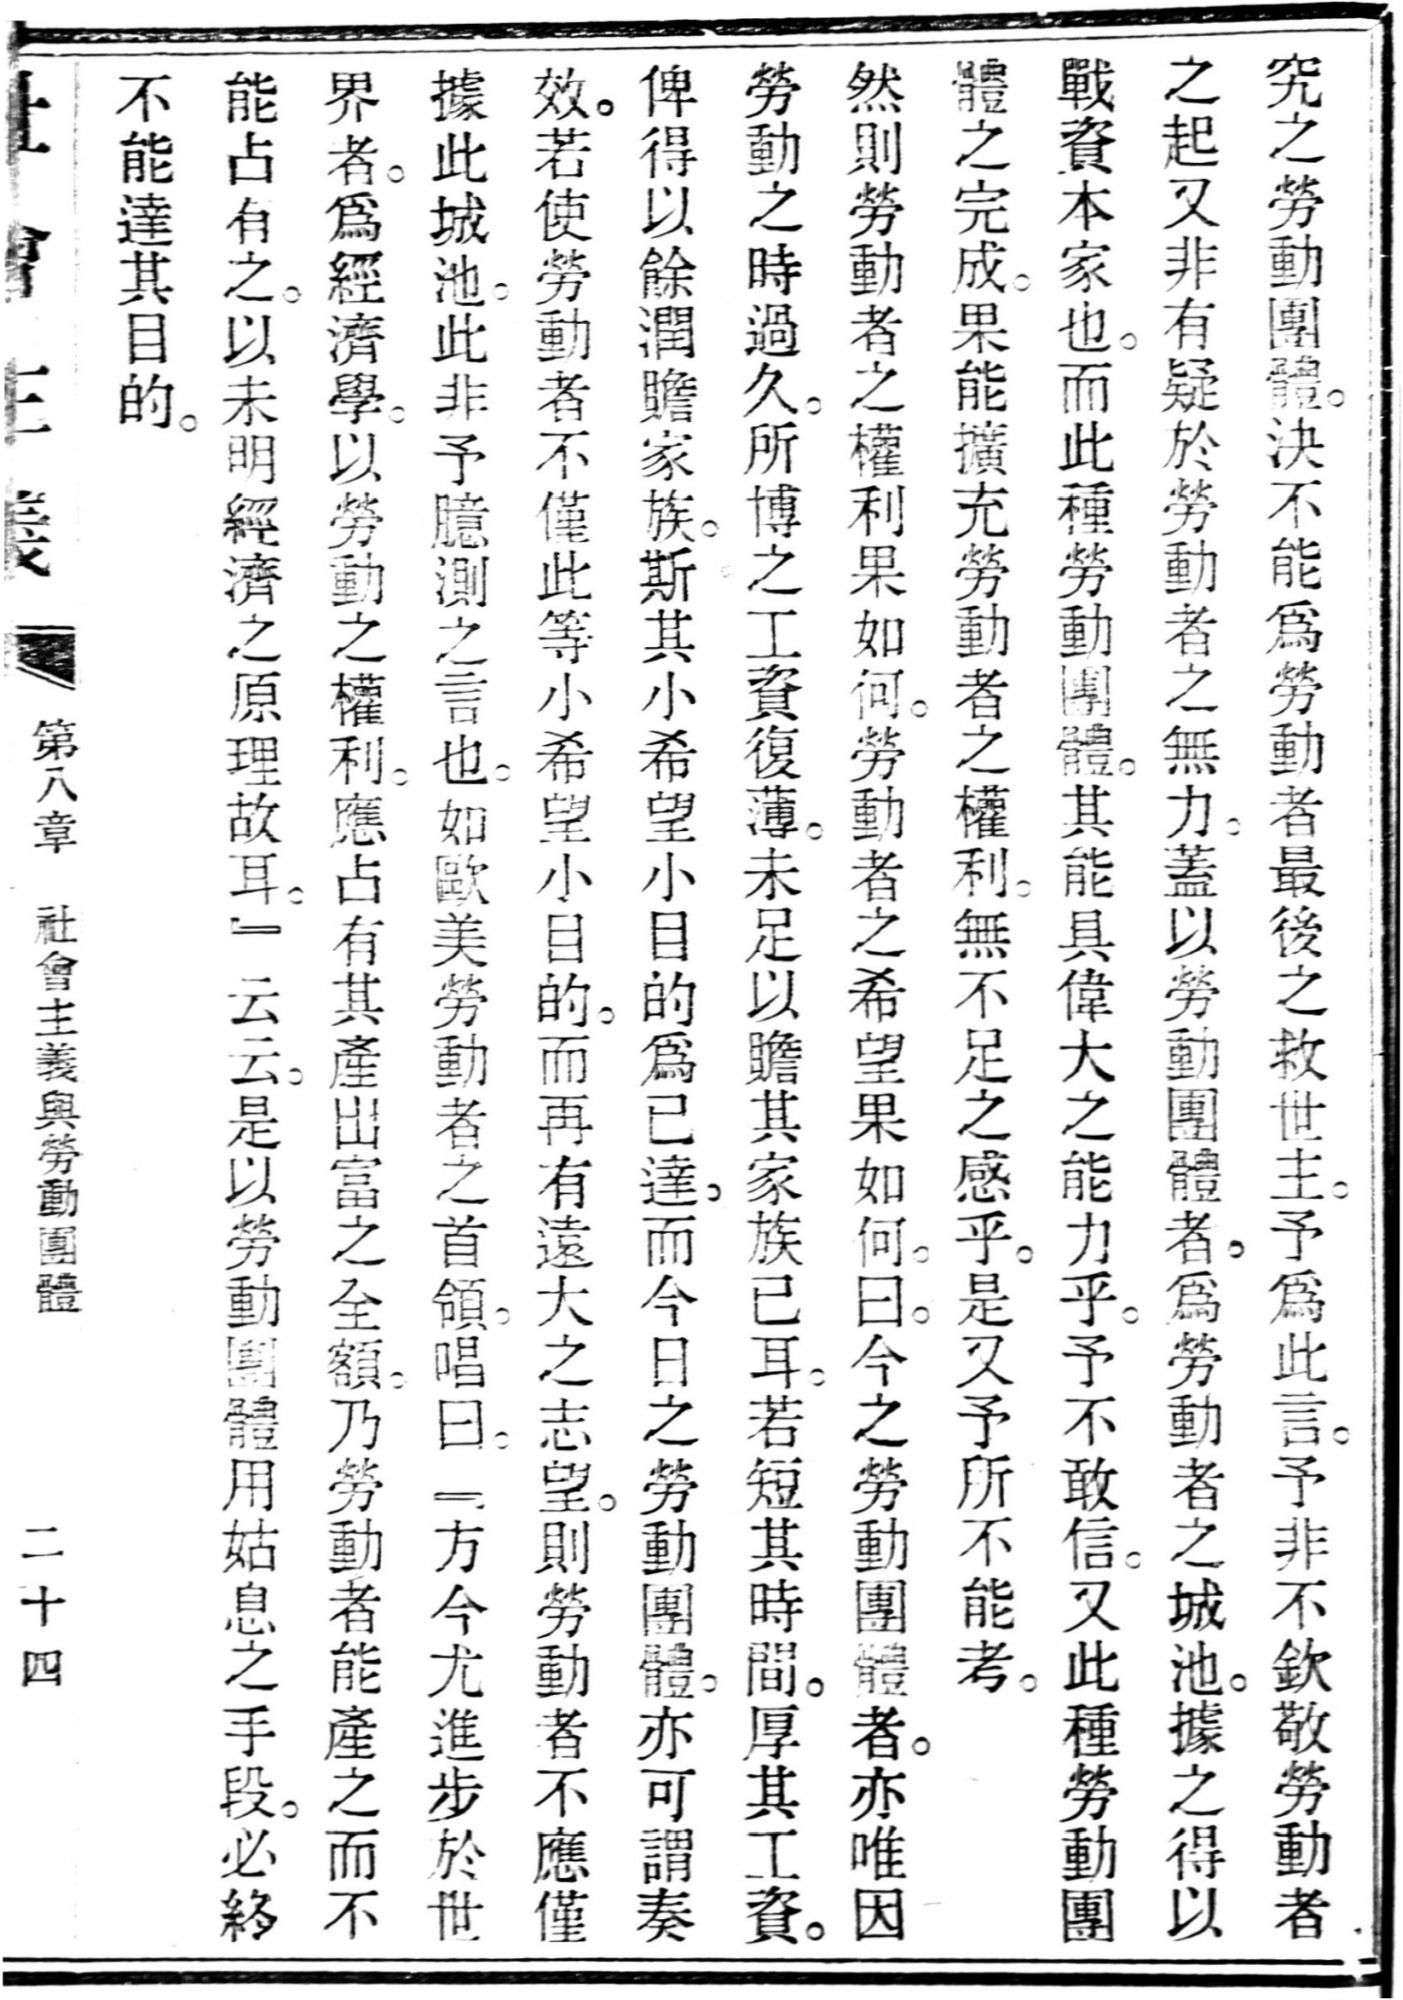 究之勞動團體。決不能爲勞動者最後之救世主。予爲此言。予非不欽敬勞動者
之起又非有疑於勞動者之無力。蓋以勞動團體者。爲勞動者之城池。據之得以
戰資本家也。而此種勞動團體。其能具偉大之能力乎。予不敢信。又此種勞動團
體之完成。果能擴充勞動者之權利。無不足之感乎。是又予所不能考。
然則勞動者之權利果如何。勞動者之希望果如何。曰。今之勞動團體者。亦唯因
勞動之時過久。所博之工資復薄。未足以贍其家族已耳。若短其時間。厚其工資。
俾得以餘潤贍家族。斯其小希望小目的爲已達。而今日之勞動團體。亦可謂奏
效。若使勞動者不僅此等小希望小目的。而再有遠大之志望。則勞動者不應僅
據此城池。此非予臆測之言也。如歐美勞動者之首領。唱曰。『方今尤進步於世
界者。爲經濟學。以勞動之權利。應占有其產出富之全額。乃勞動者能產之而不
能占有之。以未明經濟之原理故耳。』云云。是以勞動團體用姑息之手段。必終
不能達其目的。
社會主義 第八章 社會主義與勞動團體 二十四